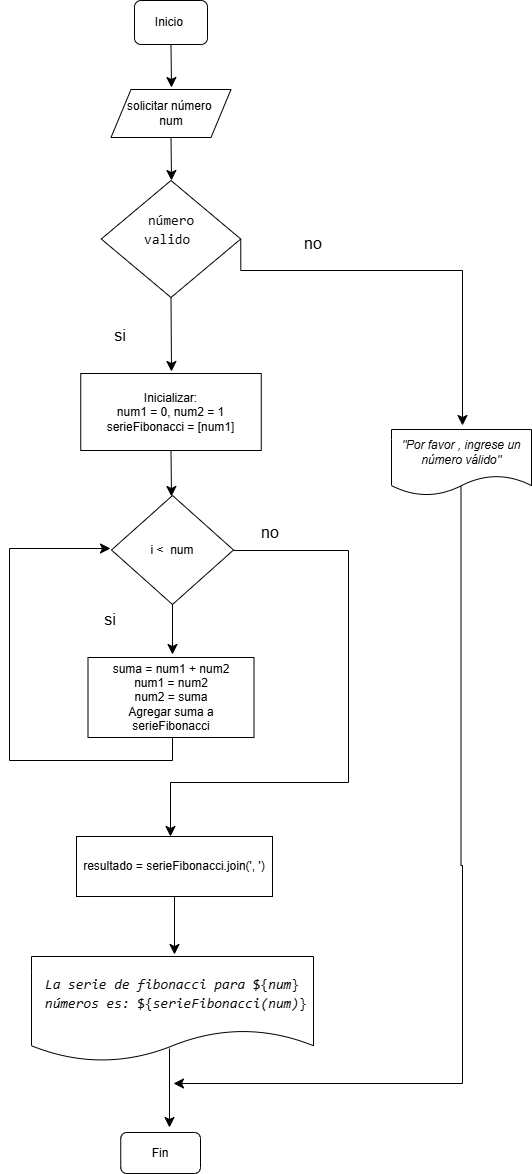 Inicio
solicitar número
num
número
valido
no
si
Inicializar:
num1 = 0, num2 = 1
serieFibonacci = [num1]
"Por favor , ingrese un
número válido"
i < num
no
si
suma = num1 + num2
num1 = num2
num2 = suma
Agregar suma a
serieFibonacci
resultado = serieFibonacci.join(', ')
La serie de fibonacci para ${num}
números es: ${serieFibonacci(num)}
Fin